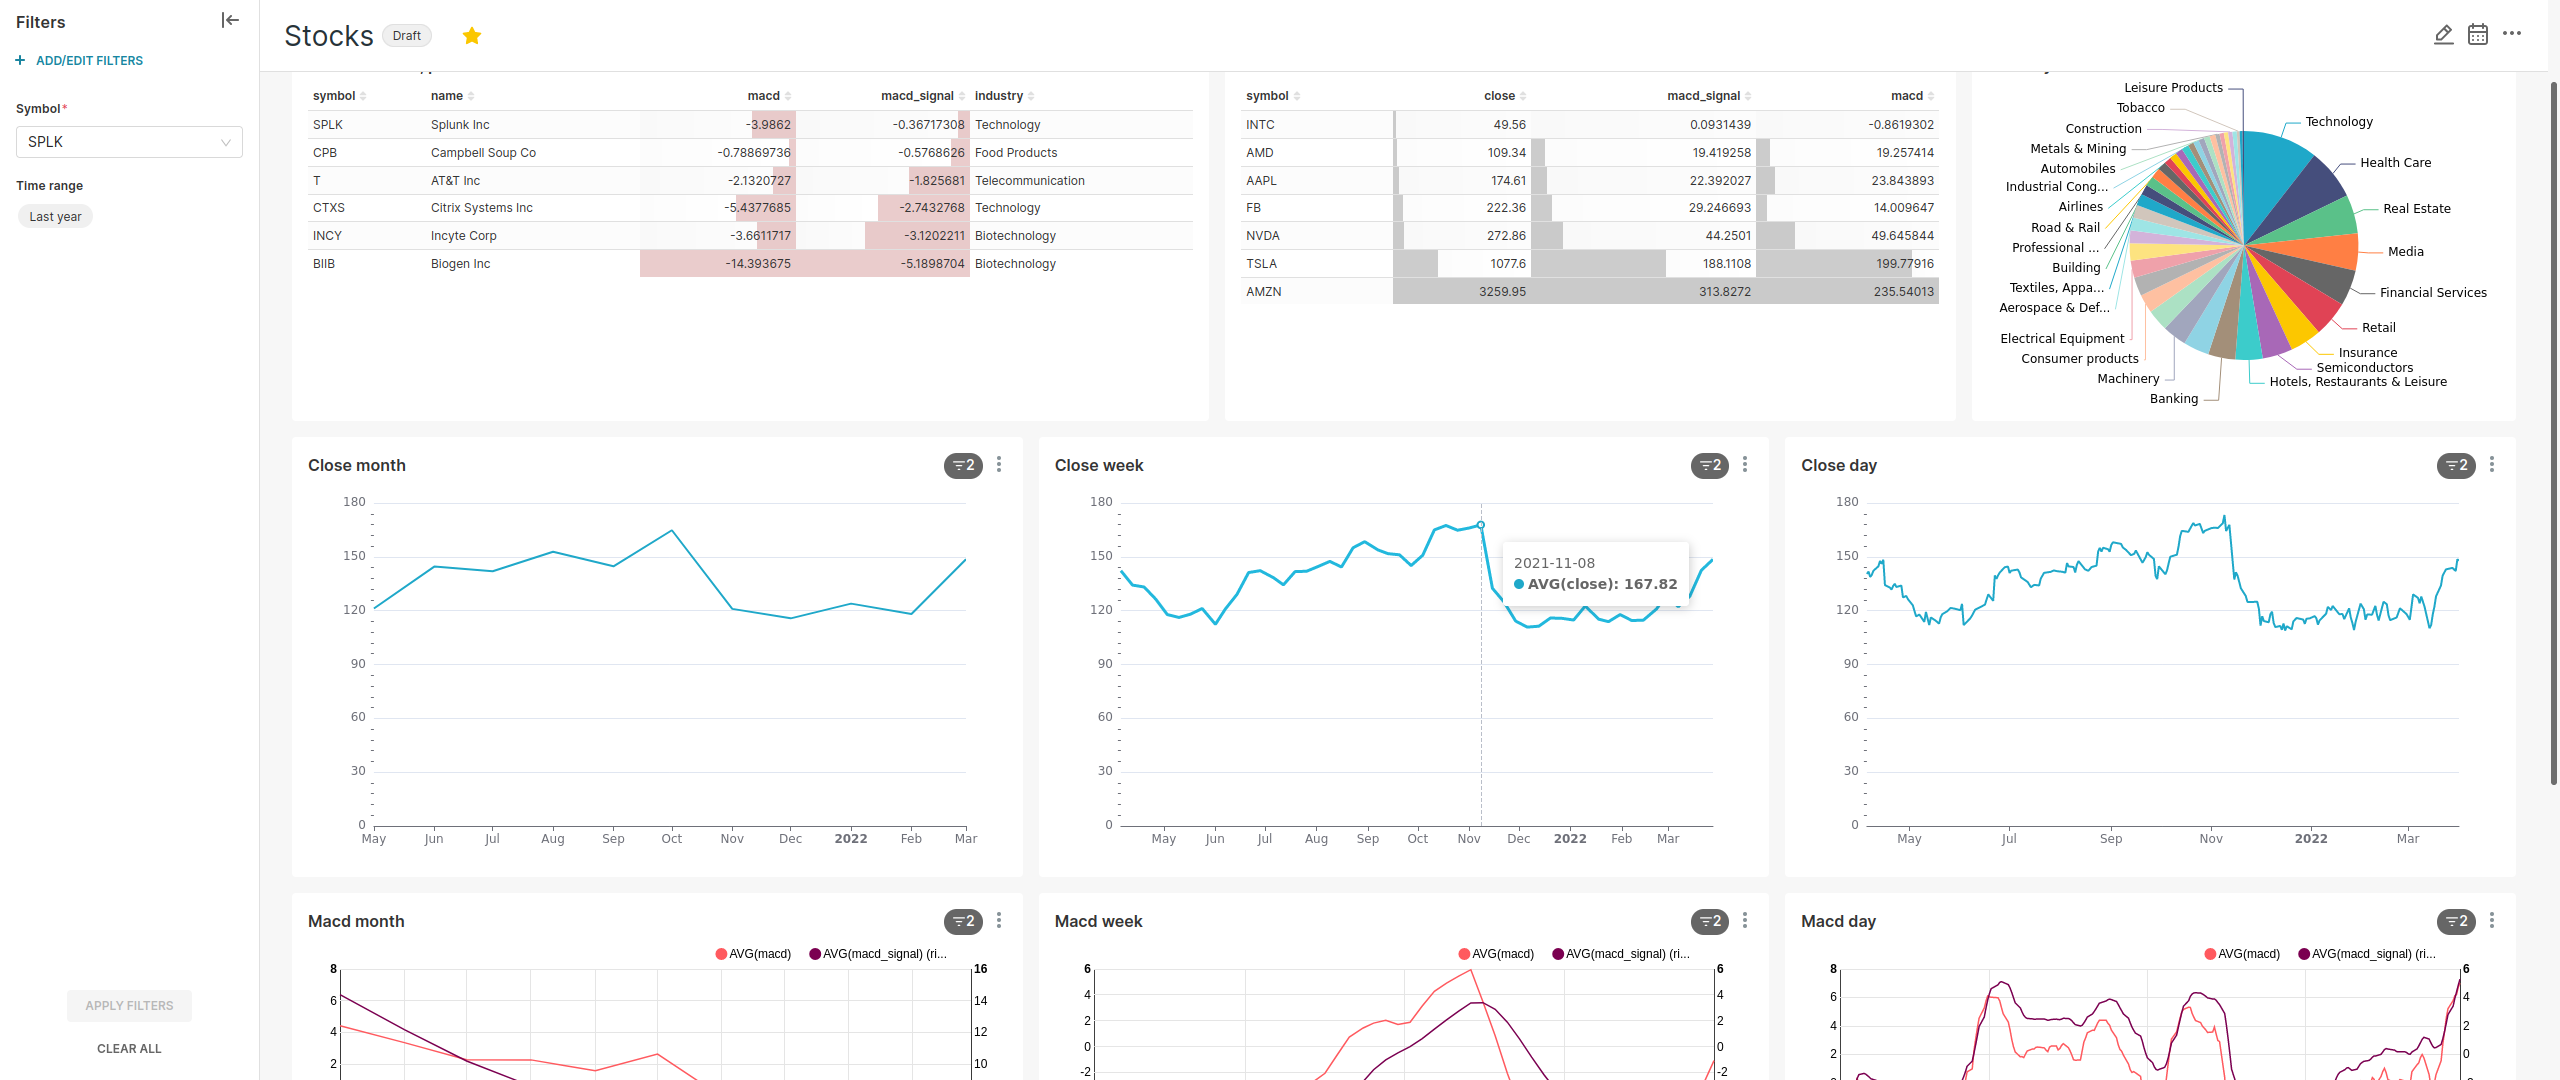 Filters
ADD/EDIT FILTERS
Symbol*
SPLK
Time range
Last year
APPLY FILTERS
CLEAR ALL
Stocks Draft
symbol name macd macd_signal industry
SPLK Splunk Inc -3.9862 -0.36717308 Technology
CPB Campbell Soup Co -0.78869736 -0.5768626 Food Products
T AT&T Inc -2.1320727 -1.825681 Telecommunication
CTXS Citrix Systems Inc -5.4377685 -2.7432768 Technology
INCY Incyte Corp -3.6611717 -3.1202211 Biotechnology
BIIB Biogen Inc -14.393675 -5.1898704 Biotechnology
symbol close macd_signal macd
INTC 49.56 0.0931439 -0.8619302
AMD 109.34 19.419258 19.257414
AAPL 174.61 22.392027 23.843893
FB 222.36 29.246693 14.009647
NVDA 272.86 44.2501 49.645844
TSLA 1077.6 188.1108 199.77916
AMZN 3259.95 313.8272 235.54013
Leisure Products
Tobacco
Construction
Metals & Mining
Automobiles
Industrial Cong...
Airlines
Road & Rail
Professional ...
Building
Textiles, Appa...
Aerospace & Def...
Electrical Equipment
Consumer products
Machinery
Banking
Technology
Health Care
Real Estate
Media
Financial Services
Retail
Insurance
Semiconductors
Hotels, Restaurants & Leisure
Close month 2
180
150
120
90
60
30
0
May Jun Jul Aug Sep Oct Nov Dec 2022 Feb Mar
Close week 2
180
150
120
90
60
30
0
2021-11-08
AVG(close): 167.82
May Jun Jul Aug Sep Oct Nov Dec 2022 Feb Mar
Close day 2
180
150
120
90
60
30
0
May Jul Sep Nov 2022 Mar
Macd month 2
AVG(macd) AVG(macd_signal) (ri...
8 16
6 14
4 12
2 10
Macd week 2
AVG(macd) AVG(macd_signal) (ri...
6 6
4 4
2 2
0 0
-2 -2
Macd day 2
AVG(macd) AVG(macd_signal) (ri...
8 6
6 4
4 2
2 0